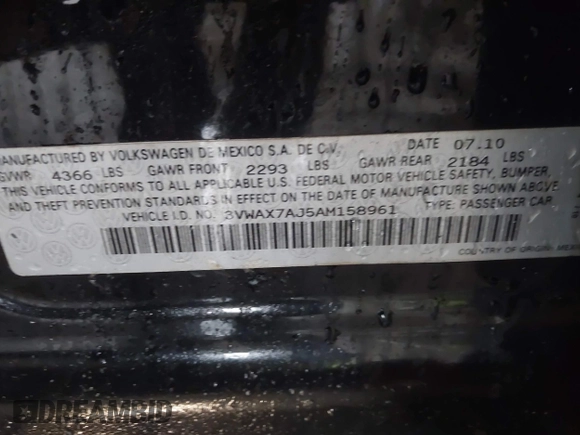 MANUFACTURED BY VOLKSWAGEN DE MEXICO S.A. DE C.V. DATE 07.10
GVWR 4366 LBS GAWR FRONT 2293 LBS GAWR REAR 2184 LBS
THIS VEHICLE CONFORMS TO ALL APPLICABLE U.S. FEDERAL MOTOR VEHICLE SAFETY, BUMPER,
AND THEFT PREVENTION STANDARDS IN EFFECT ON THE DATE OF MANUFACTURE SHOWN ABOVE
VEHICLE I.D. NO. 3VWAX7AJ5AM158961 TYPE: PASSENGER CAR
COUNTRY OF ORIGIN: MEX
DREAMBID